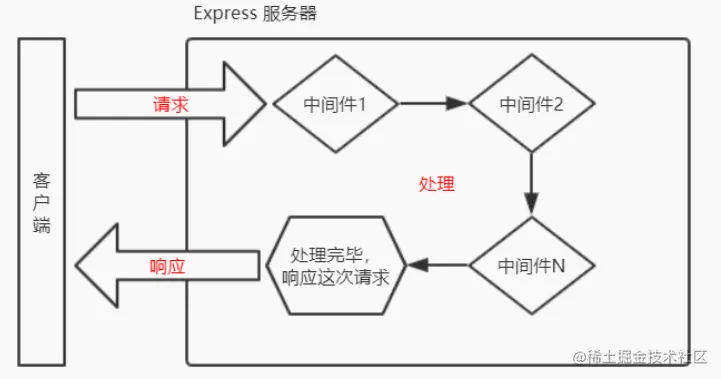 Express 服务器
客户端
请求
中间件1
中间件2
处理
处理完毕，
响应这次请求
中间件N
响应
@稀土掘金技术社区